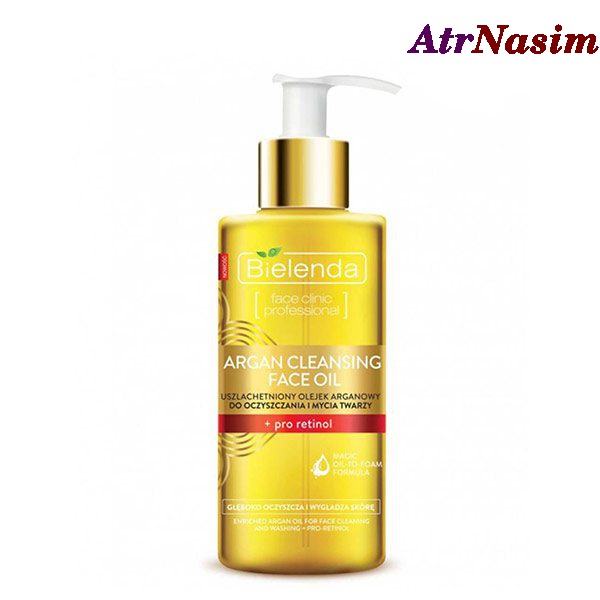 AtrNasim
NOWOŚĆ
Bielenda
[ face clinic
professional ]
ARGAN CLEANSING
FACE OIL
USZLACHETNIONY OLEJEK ARGANOWY
DO OCZYSZCZANIA I MYCIA TWARZY
+ pro retinol
MAGIC
OIL-TO-FOAM
FORMULA
GŁĘBOKO OCZYSZCZA I WYGŁADZA SKÓRĘ
ENRICHED ARGAN OIL FOR FACE CLEANING
AND WASHING + PRO-RETINOL